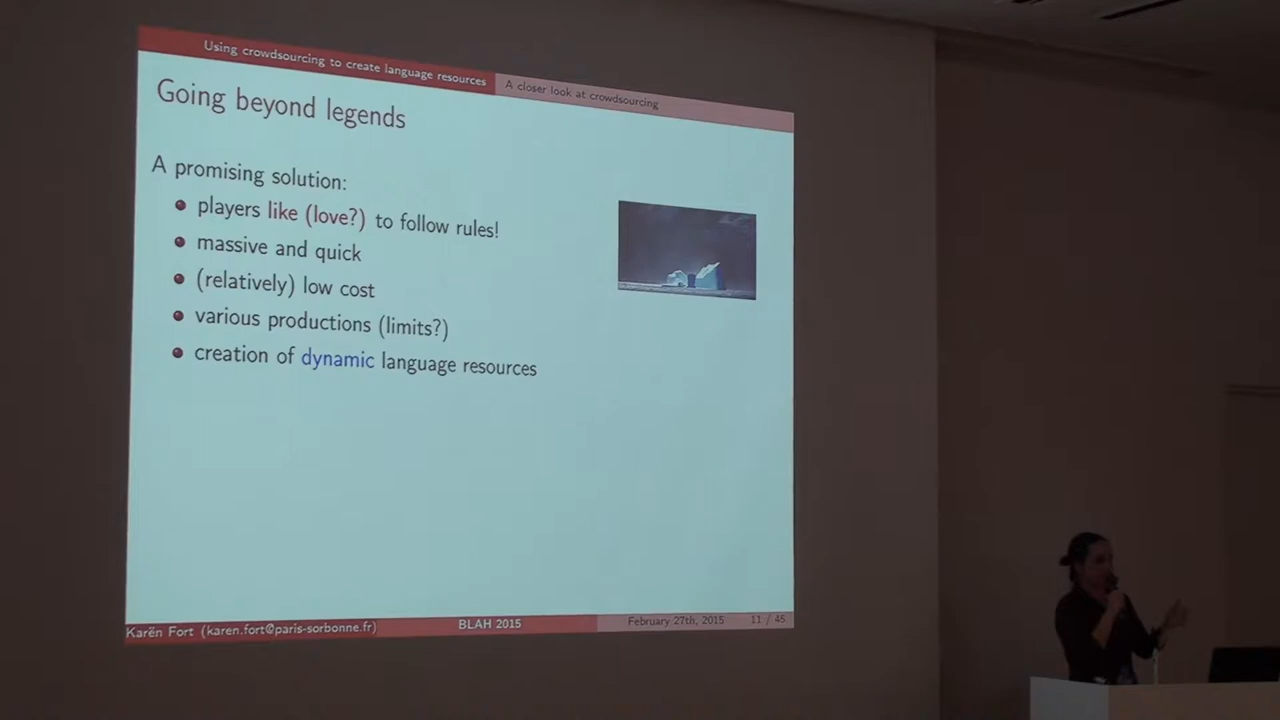 Using crowdsourcing to create language resources
A closer look at crowdsourcing
Going beyond legends
A promising solution:
players like (love?) to follow rules!
massive and quick
(relatively) low cost
various productions (limits?)
creation of dynamic language resources
Karën Fort (karen.fort@paris-sorbonne.fr)
BLAH 2015
February 27th, 2015
11 / 45